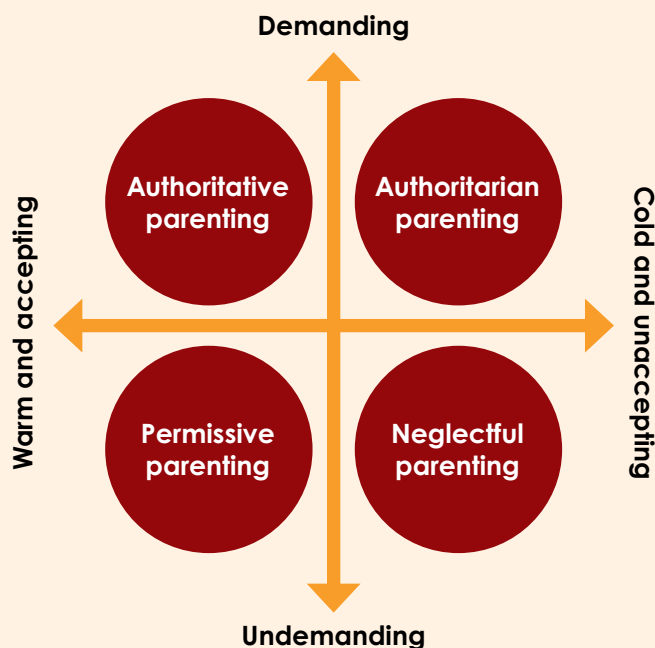 Demanding
Authoritative
parenting
Authoritarian
parenting
Warm and accepting
Cold and unaccepting
Permissive
parenting
Neglectful
parenting
Undemanding